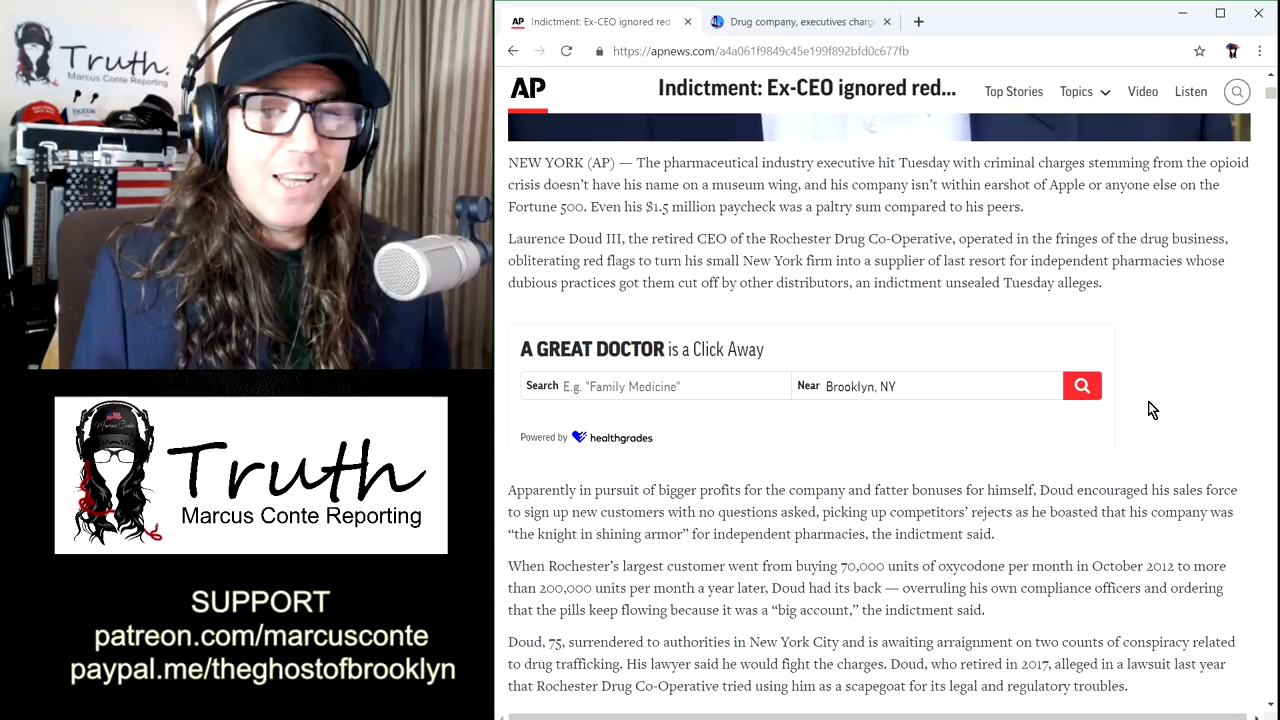 Truth.
Marcus Conte Reporting
Marcus Conte
Truth
Marcus Conte Reporting
SUPPORT
patreon.com/marcusconte
paypal.me/theghostofbrooklyn
AP Indictment: Ex-CEO ignored red
Drug company, executives charg
https://apnews.com/a4a061f9849c45e199f892bfd0c677fb
AP
Indictment: Ex-CEO ignored red...
Top Stories Topics Video Listen
NEW YORK (AP) — The pharmaceutical industry executive hit Tuesday with criminal charges stemming from the opioid
crisis doesn’t have his name on a museum wing, and his company isn’t within earshot of Apple or anyone else on the
Fortune 500. Even his $1.5 million paycheck was a paltry sum compared to his peers.
Laurence Doud III, the retired CEO of the Rochester Drug Co-Operative, operated in the fringes of the drug business,
obliterating red flags to turn his small New York firm into a supplier of last resort for independent pharmacies whose
dubious practices got them cut off by other distributors, an indictment unsealed Tuesday alleges.
A GREAT DOCTOR is a Click Away
Search E.g. "Family Medicine" Near Brooklyn, NY
Powered by healthgrades
Apparently in pursuit of bigger profits for the company and fatter bonuses for himself, Doud encouraged his sales force
to sign up new customers with no questions asked, picking up competitors’ rejects as he boasted that his company was
“the knight in shining armor” for independent pharmacies, the indictment said.
When Rochester’s largest customer went from buying 70,000 units of oxycodone per month in October 2012 to more
than 200,000 units per month a year later, Doud had its back — overruling his own compliance officers and ordering
that the pills keep flowing because it was a “big account,” the indictment said.
Doud, 75, surrendered to authorities in New York City and is awaiting arraignment on two counts of conspiracy related
to drug trafficking. His lawyer said he would fight the charges. Doud, who retired in 2017, alleged in a lawsuit last year
that Rochester Drug Co-Operative tried using him as a scapegoat for its legal and regulatory troubles.